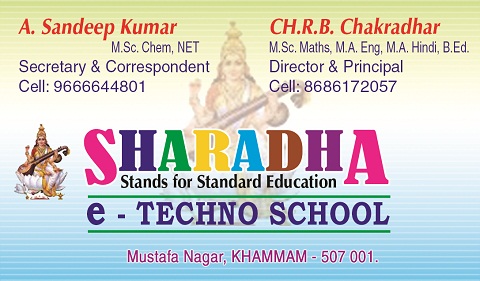 A. Sandeep Kumar
M.Sc. Chem, NET
Secretary & Correspondent
Cell: 9666644801
CH.R.B. Chakradhar
M.Sc. Maths, M.A. Eng, M.A. Hindi, B.Ed.
Director & Principal
Cell: 8686172057
SHARADHA
Stands for Standard Education
e - TECHNO SCHOOL
Mustafa Nagar, KHAMMAM - 507 001.